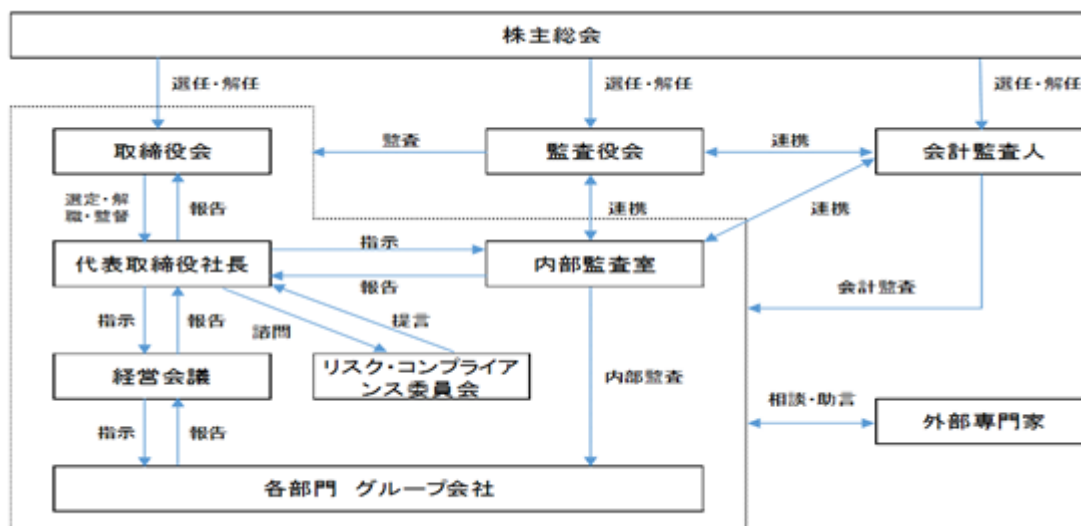 株主総会
選任・解任
選任・解任
選任・解任
取締役会
監査
監査役会
連携
会計監査人
選定・解
職・監督
報告
連携
連携
代表取締役社長
指示
報告
内部監査室
会計監査
指示
報告
諮問
提言
経営会議
リスク・コンプライア
ンス委員会
内部監査
相談・助言
外部専門家
指示
報告
各部門 グループ会社